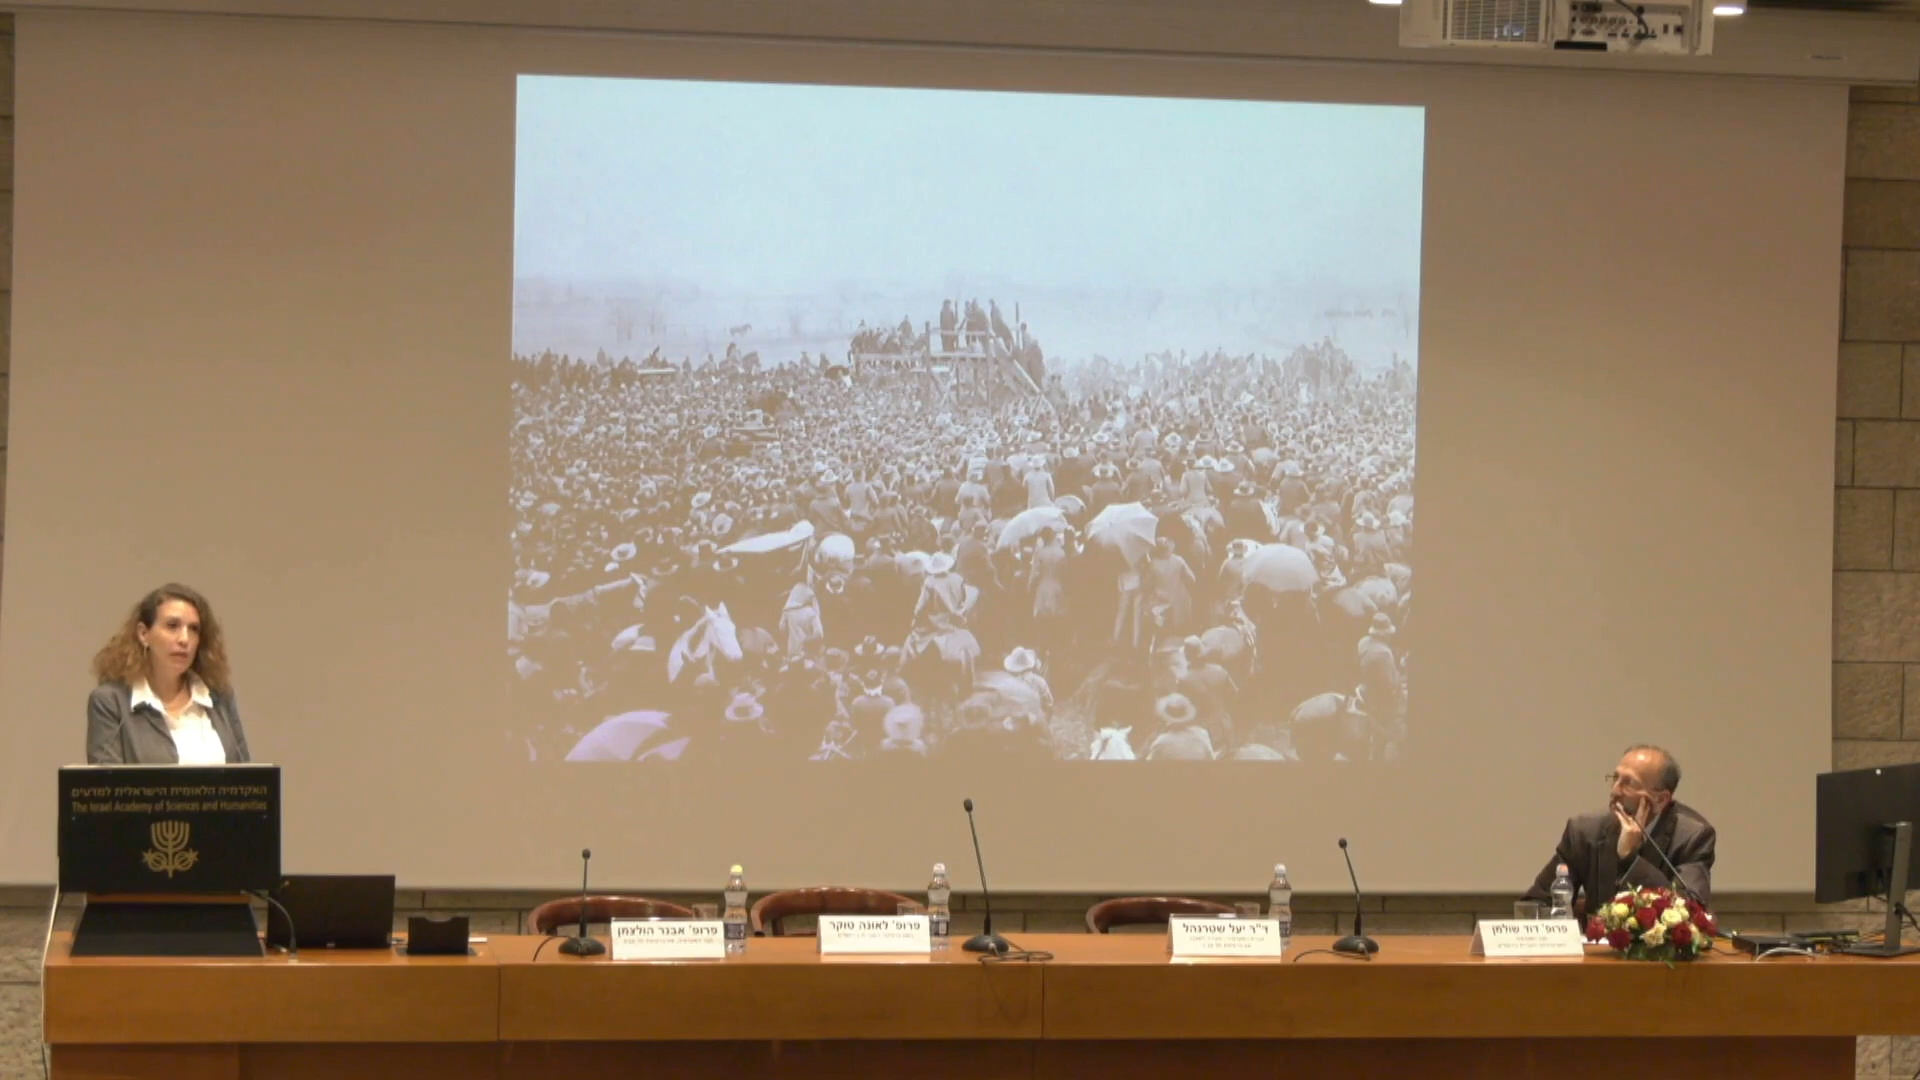 האקדמיה הלאומית הישראלית למדעים
The Israel Academy of Sciences and Humanities
פרופ' אבנר הולצמן
פרופ' לאונה טוקר
ד"ר יעל שטרנהל
פרופ' דוד שולמן